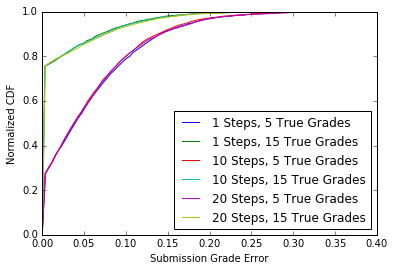 1.0
0.8
0.6
0.4
0.2
0.0
Normalized CDF
1 Steps, 5 True Grades
1 Steps, 15 True Grades
10 Steps, 5 True Grades
10 Steps, 15 True Grades
20 Steps, 5 True Grades
20 Steps, 15 True Grades
0.00 0.05 0.10 0.15 0.20 0.25 0.30 0.35 0.40
Submission Grade Error